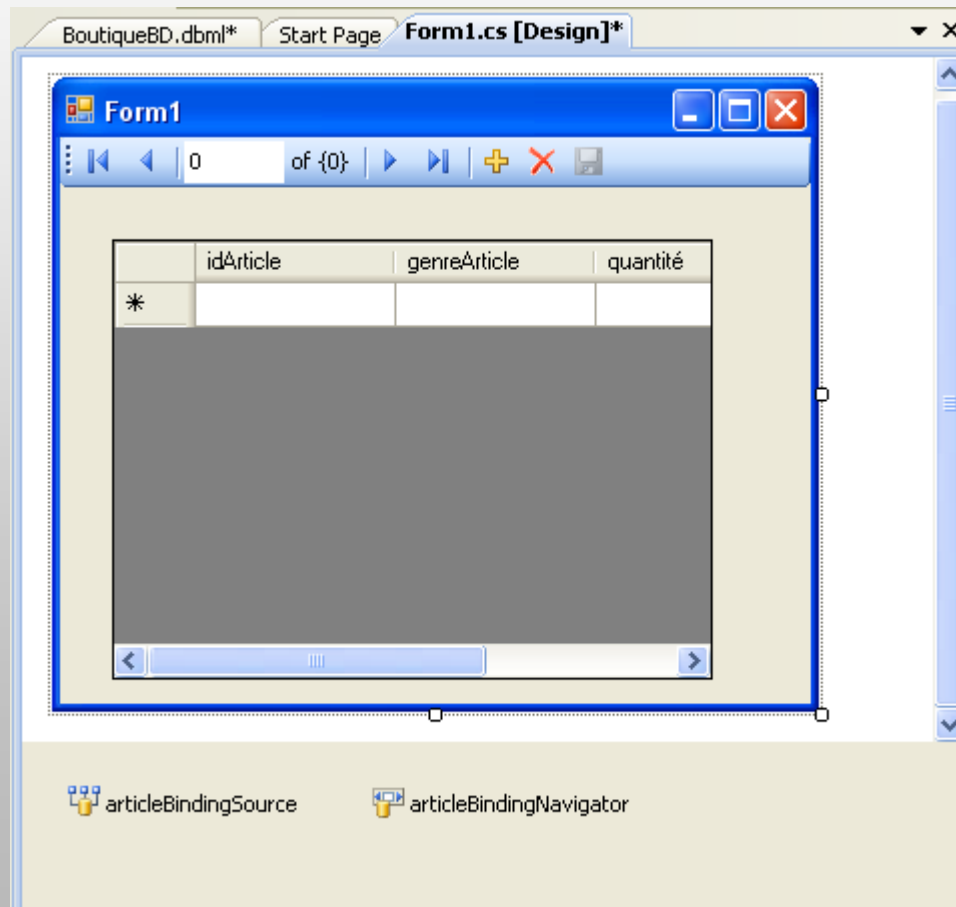 BoutiqueBD.dbml* Start Page Form1.cs [Design]*
Form1
0 of {0}
idArticle genreArticle quantité
articleBindingSource articleBindingNavigator